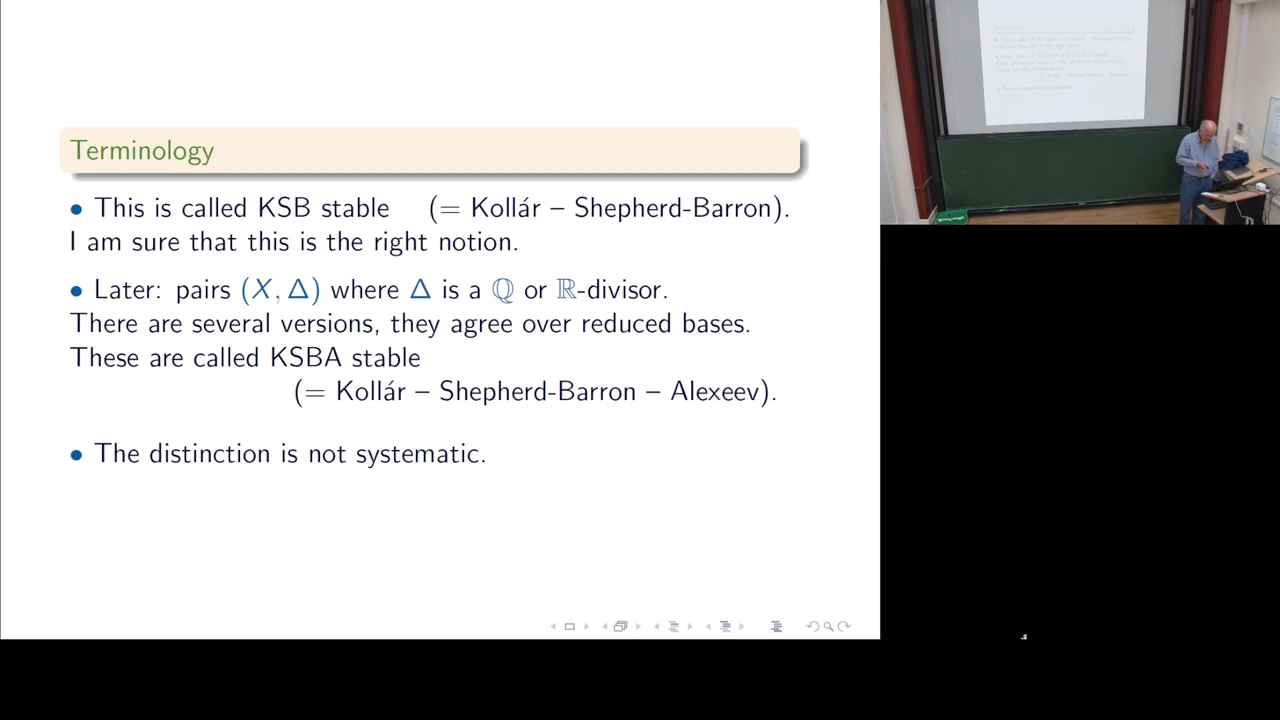 Terminology
• This is called KSB stable (= Kollár – Shepherd-Barron).
I am sure that this is the right notion.
• Later: pairs (X, Δ) where Δ is a ℚ or ℝ-divisor.
There are several versions, they agree over reduced bases.
These are called KSBA stable
(= Kollár – Shepherd-Barron – Alexeev).
• The distinction is not systematic.